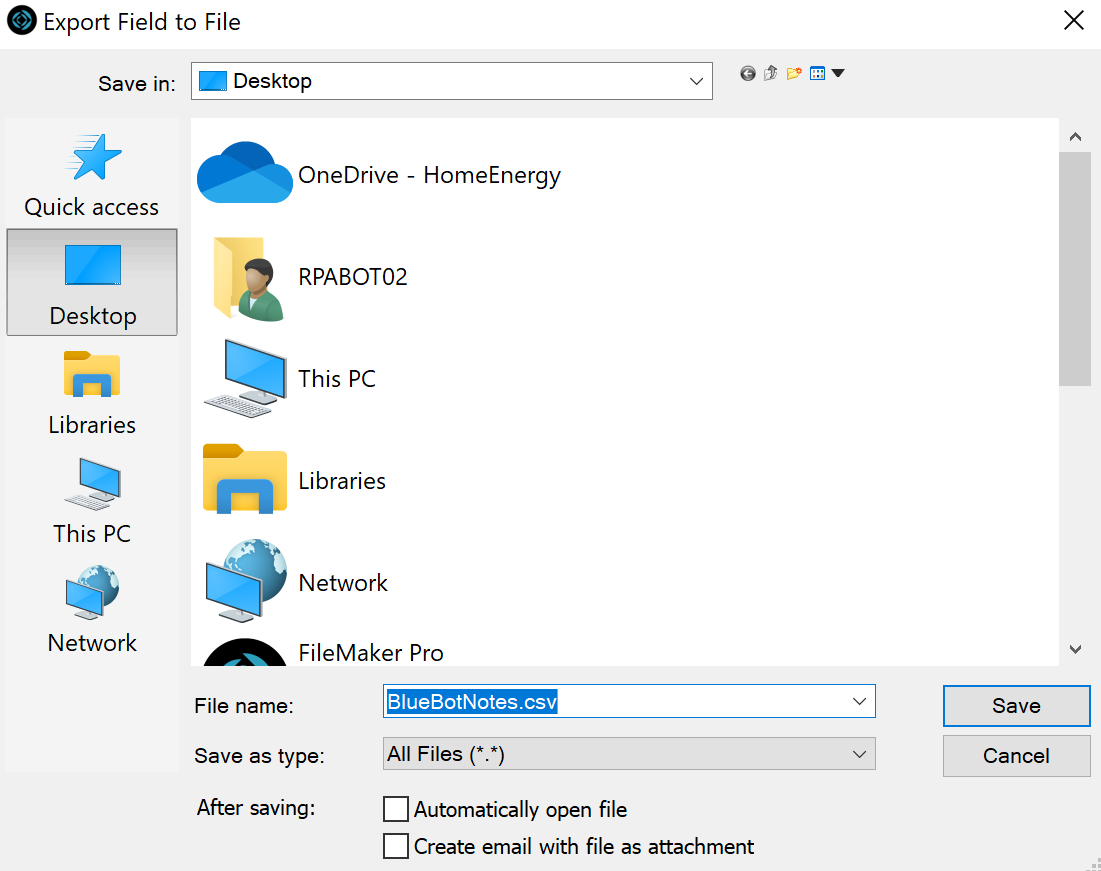 Export Field to File
Save in:
Desktop
Quick access
Desktop
Libraries
This PC
Network
OneDrive - HomeEnergy
RPABOT02
This PC
Libraries
Network
FileMaker Pro
File name:
BlueBotNotes.csv
Save
Save as type:
All Files (*.*)
Cancel
After saving:
Automatically open file
Create email with file as attachment